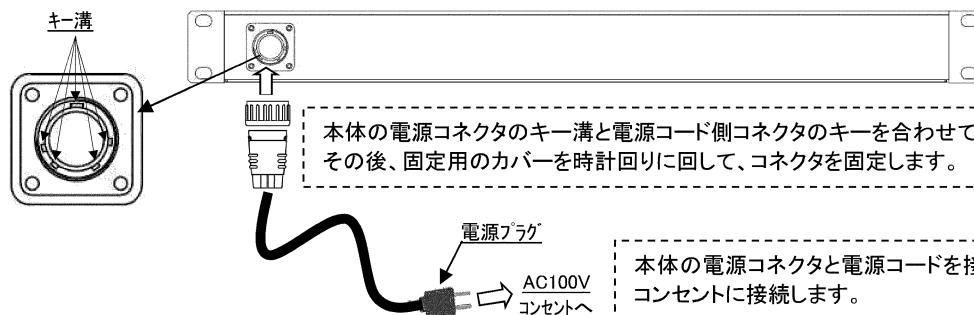 キー溝
本体の電源コネクタのキー溝と電源コード側コネクタのキーを合わせて
その後、固定用のカバーを時計回りに回して、コネクタを固定します。
電源プラグ
AC100V
コンセントへ
本体の電源コネクタと電源コードを接
コンセントに接続します。